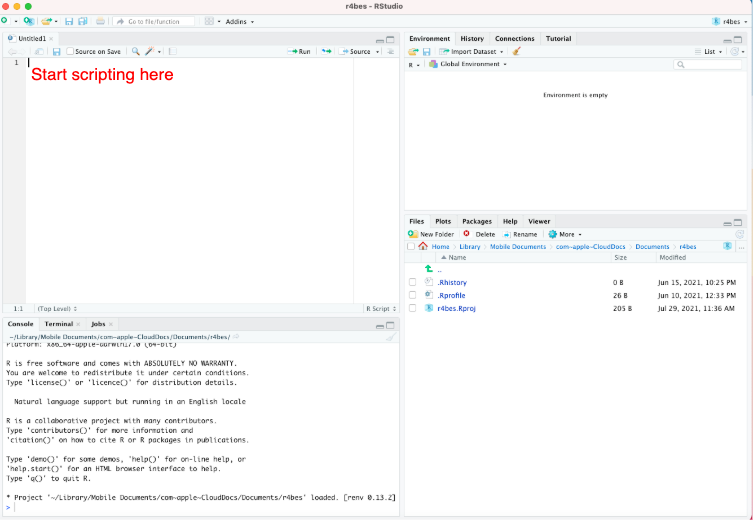 r4bes - RStudio
Go to file/function
Addins
r4bes
Untitled1
Source on Save
Run
Source
1
Start scripting here
1:1
(Top Level)
R Script
Console
Terminal
Jobs
~/Library/Mobile Documents/com~apple~CloudDocs/Documents/r4bes/
Platform: x86_64-apple-darwin17.0 (64-bit)
R is free software and comes with ABSOLUTELY NO WARRANTY.
You are welcome to redistribute it under certain conditions.
Type 'license()' or 'licence()' for distribution details.
Natural language support but running in an English locale
R is a collaborative project with many contributors.
Type 'contributors()' for more information and
'citation()' on how to cite R or R packages in publications.
Type 'demo()' for some demos, 'help()' for on-line help, or
'help.start()' for an HTML browser interface to help.
Type 'q()' to quit R.
* Project '~/Library/Mobile Documents/com~apple~CloudDocs/Documents/r4bes' loaded. [renv 0.13.2]
>
Environment
History
Connections
Tutorial
Import Dataset
List
R
Global Environment
Environment is empty
Files
Plots
Packages
Help
Viewer
New Folder
Delete
Rename
More
Home
Library
Mobile Documents
com~apple~CloudDocs
Documents
r4bes
...
Name
Size
Modified
..
.Rhistory
0 B
Jun 15, 2021, 10:25 PM
.Rprofile
26 B
Jun 10, 2021, 12:33 PM
r4bes.Rproj
205 B
Jul 29, 2021, 11:36 AM